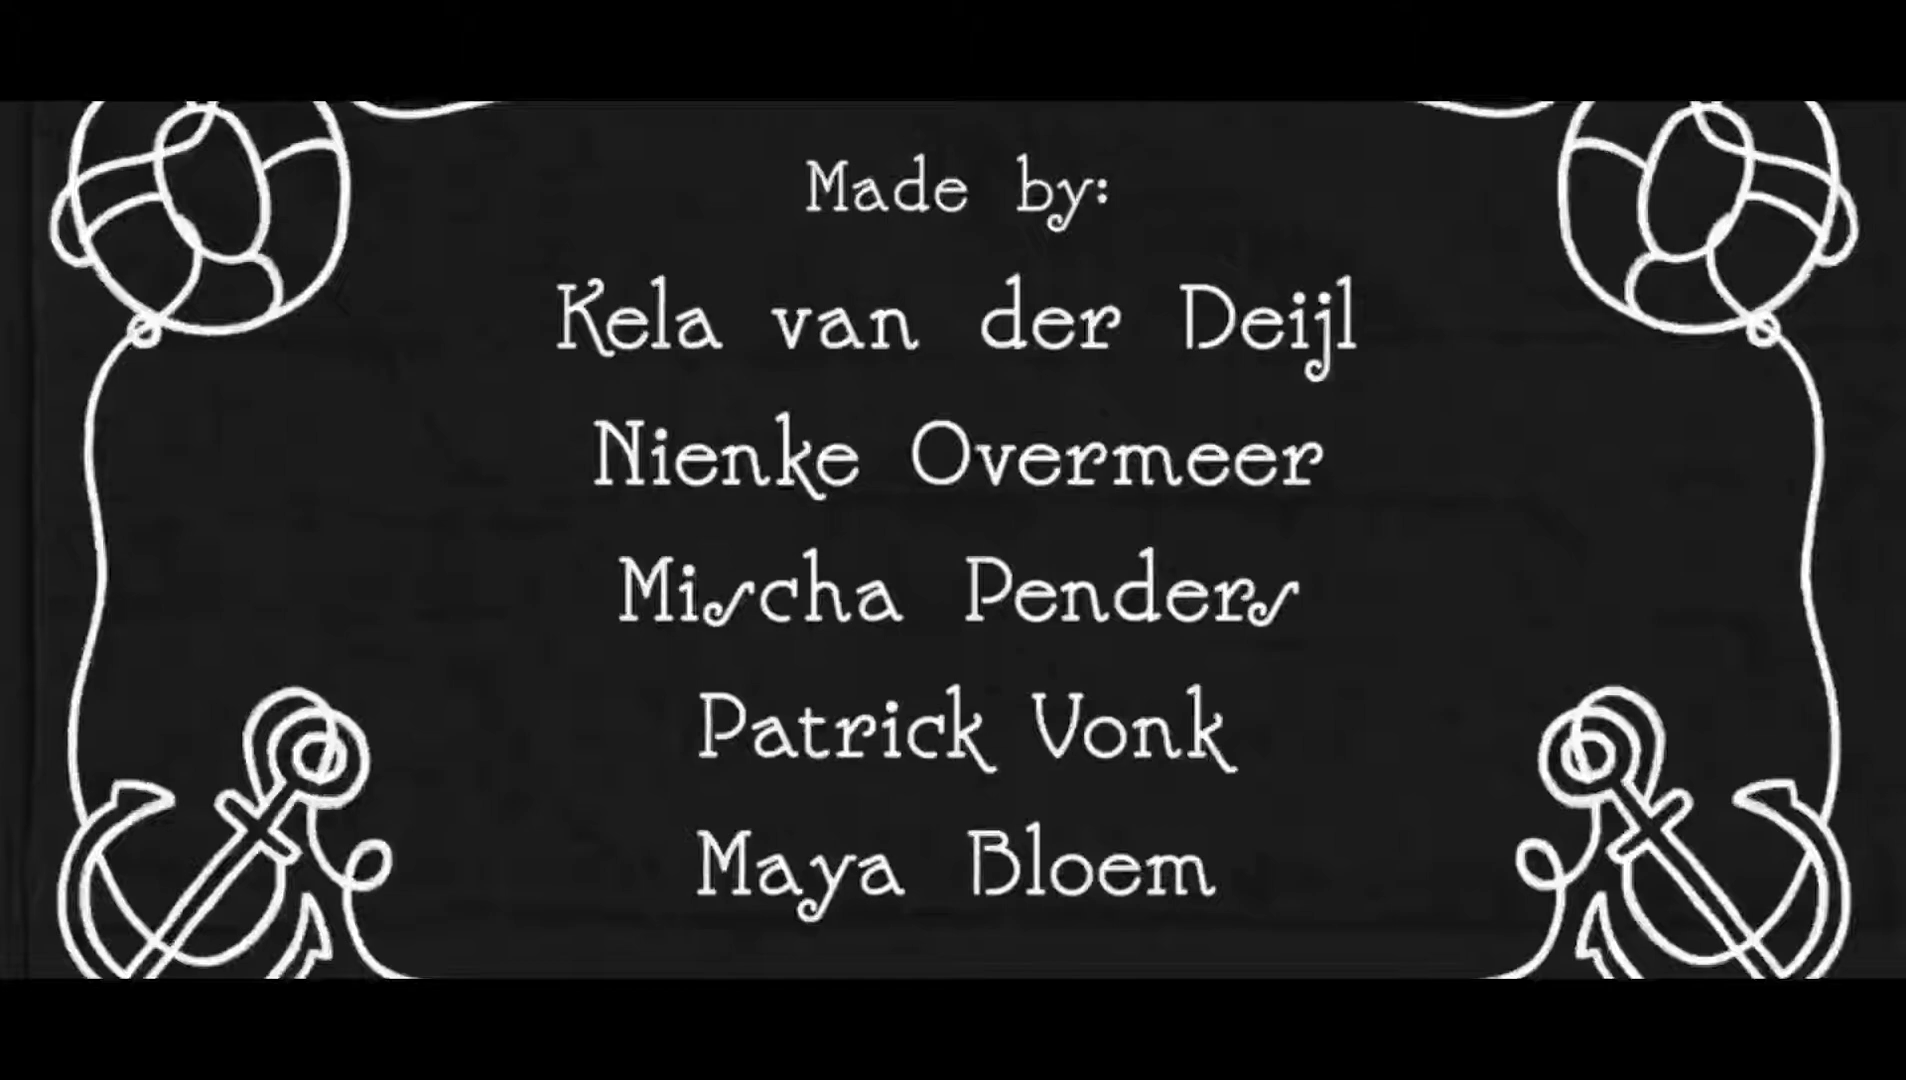 Made by:
Kela van der Deijl
Nienke Overmeer
Mischa Penders
Patrick Vonk
Maya Bloem